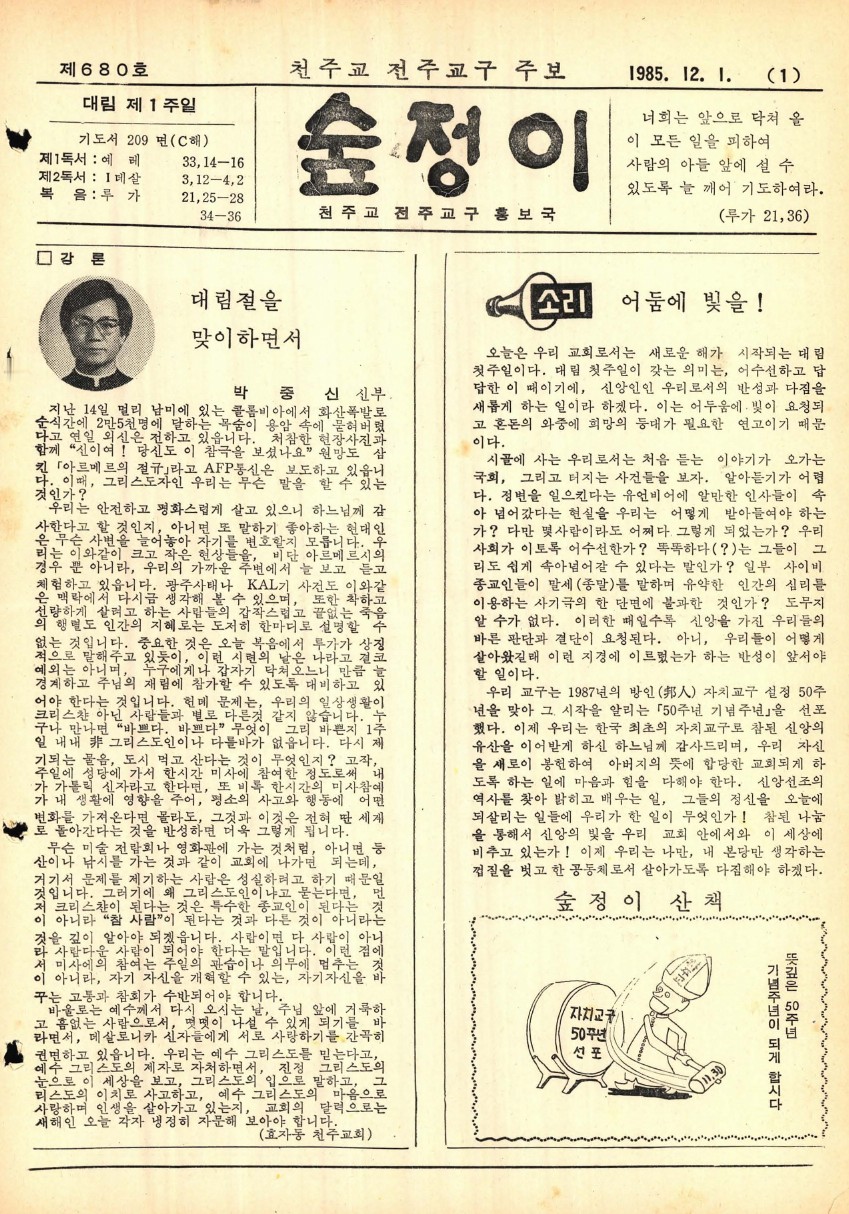 제680호
천주교 전주교구 주보
1985. 12. 1.
(1)
대림 제1주일
기도서 209 면(C해)
제1독서 : 예 레 33,14—16
제2독서 : Ⅰ데살 3,12—4,2
복 음 : 루 가 21,25—28
34—36
숲정이
천주교 전주교구 홍보국
너희는 앞으로 닥쳐 올
이 모든 일을 피하여
사람의 아들 앞에 설 수
있도록 늘 깨어 기도하여라.
(루가 21,36)
□ 강 론
대림절을
맞이하면서
박 중 신 신부
지난 14일 멀리 남미에 있는 콜롬비아에서 화산폭발로
순식간에 2만5천명에 달하는 목숨이 용암 속에 묻혀버렸
다고 연일 외신은 전하고 있읍니다. 처참한 현장사진과
함께 “신이여! 당신도 이 참극을 보셨나요” 원망도 삼
킨 「아르메르의 절규」라고 AFP통신은 보도하고 있읍니
다. 이때, 그리스도자인 우리는 무슨 말을 할 수 있는
것인가?
우리는 안전하고 평화스럽게 살고 있으니 하느님께 감
사한다고 할 것인지, 아니면 또 말하기 좋아하는 현대인
은 무슨 사변을 늘어놓아 자기를 변호할지 모릅니다. 우
리는 이와같이 크고 작은 현상들을, 비단 아르메르시의
경우 뿐 아니라, 우리의 가까운 주변에서 늘 보고 듣고
체험하고 있읍니다. 광주사태나 KAL기 사건도 이와같
은 맥락에서 다시금 생각해 볼 수 있으며, 또한 착하고
선량하게 살려고 하는 사람들의 갑작스럽고 끝없는 죽음
의 행렬도 인간의 지혜로는 도저히 한마디로 설명할 수
없는 것입니다. 중요한 것은 오늘 복음에서 루가가 상징
적으로 말해주고 있듯이, 이런 시련의 날은 나라고 결코
예외는 아니며, 누구에게나 갑자기 닥쳐오느니 만큼 늘
경계하고 주님의 재림에 참가할 수 있도록 대비하고 있
어야 한다는 것입니다. 헌데 문제는, 우리의 일상생활이
크리스챤 아닌 사람들과 별로 다른것 같지 않습니다. 누
구나 만나면 “바쁘다. 바쁘다” 무엇이 그리 바쁜지 1주
일 내내 非 그리스도인이나 다를바가 없읍니다. 다시 제
기되는 물음, 도시 먹고 산다는 것이 무엇인지? 고작,
주일에 성당에 가서 한시간 미사에 참여한 정도로써 내
가 가톨릭 신자라고 한다면, 또 비록 한시간의 미사참예
가 내 생활에 영향을 주어, 평소의 사고와 행동에 어떤
변화를 가져온다면 몰라도, 그것과 이것은 전혀 딴 세계
로 돌아간다는 것을 반성하면 더욱 그렇게 됩니다.
무슨 미술 전람회나 영화관에 가는 것처럼, 아니면 등
산이나 낚시를 가는 것과 같이 교회에 나가면 되는데,
거기서 문제를 제기하는 사람은 성실하려고 하기 때문일
것입니다. 그러기에 왜 그리스도인이냐고 묻는다면, 먼
저 크리스챤이 된다는 것은 특수한 종교인이 된다는 것
이 아니라 “참 사람”이 된다는 것과 다른 것이 아니라는
것을 깊이 알아야 되겠읍니다. 사람이면 다 사람이 아니
라 사람다운 사람이 되어야 한다는 말입니다. 이런 점에
서 미사에의 참여는 주일의 관습이나 의무에 멈추는 것
이 아니라, 자기 자신을 개혁할 수 있는, 자기자신을 바
꾸는 고통과 참회가 수반되어야 합니다.
바울로는 예수께서 다시 오시는 날, 주님 앞에 거룩하
고 흠없는 사람으로서, 떳떳이 나설 수 있게 되기를 바
라면서, 데살로니카 신자들에게 서로 사랑하기를 간곡히
권면하고 있읍니다. 우리는 예수 그리스도를 믿는다고,
예수 그리스도의 제자로 자처하면서, 진정 그리스도의
눈으로 이 세상을 보고, 그리스도의 입으로 말하고, 그
리스도의 이치로 사고하고, 예수 그리스도의 마음으로
사랑하며 인생을 살아가고 있는지, 교회의 달력으로는
새해인 오늘 각자 냉정히 자문해 보아야 합니다.
(효자동 천주교회)
소리
어둠에 빛을!
오늘은 우리 교회로서는 새로운 해가 시작되는 대림
첫주일이다. 대림 첫주일이 갖는 의미는, 어수선하고 답
답한 이 때이기에, 신앙인인 우리로서의 반성과 다짐을
새롭게 하는 일이라 하겠다. 이는 어두움에 빛이 요청되
고 혼돈의 와중에 희망의 등대가 필요한 연고이기 때문
이다.
시골에 사는 우리로서는 처음 듣는 이야기가 오가는
국회, 그리고 터지는 사건들을 보자. 알아듣기가 어렵
다. 정변을 일으킨다는 유언비어에 알만한 인사들이 속
아 넘어갔다는 현실을 우리는 어떻게 받아들여야 하는
가? 다만 몇사람이라도 어쩌다 그렇게 되었는가? 우리
사회가 이토록 어수선한가? 똑똑하다(?)는 그들이 그
리도 쉽게 속아넘어갈 수 있다는 말인가? 일부 사이비
종교인들이 말세(종말)를 말하며 유약한 인간의 심리를
이용하는 사기극의 한 단면에 불과한 것인가? 도무지
알 수가 없다. 이러한 때일수록 신앙을 가진 우리들의
바른 판단과 결단이 요청된다. 아니, 우리들이 어떻게
살아왔길래 이런 지경에 이르렀는가 하는 반성이 앞서야
할 일이다.
우리 교구는 1987년의 방인(邦人) 자치교구 설정 50주
년을 맞아 그 시작을 알리는 「50주년 기념주년」을 선포
했다. 이제 우리는 한국 최초의 자치교구로 참된 신앙의
유산을 이어받게 하신 하느님께 감사드리며, 우리 자신
을 새로이 봉헌하여 아버지의 뜻에 합당한 교회되게 하
도록 하는 일에 마음과 힘을 다해야 한다. 신앙선조의
역사를 찾아 밝히고 배우는 일, 그들의 정신을 오늘에
되살리는 일들에 우리가 한 일이 무엇인가! 참된 나눔
을 통해서 신앙의 빛을 우리 교회 안에서와 이 세상에
비추고 있는가! 이제 우리는 나만, 내 본당만 생각하는
껍질을 벗고 한 공동체로서 살아가도록 다짐해야 하겠다.
숲 정 이 산 책
뜻깊은 50주년
기념주년이 되게 합시다
자치교구
50주년
선 포
11.30